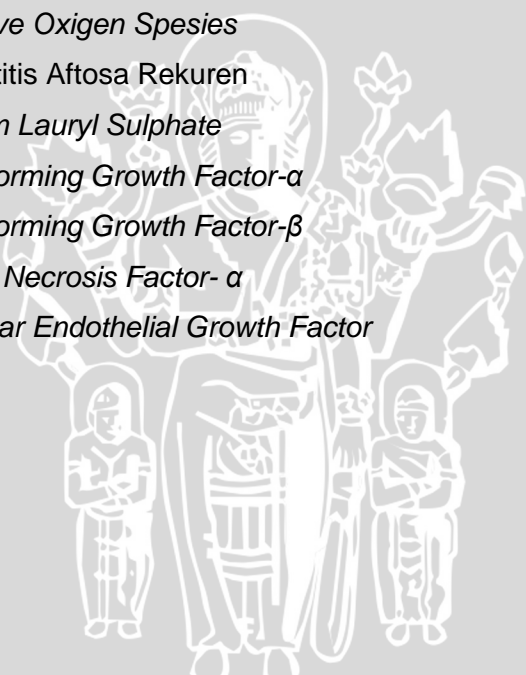 ve Oxigen Spesies
titis Aftosa Rekuren
m Lauryl Sulphate
orming Growth Factor-α
orming Growth Factor-β
Necrosis Factor- α
ar Endothelial Growth Factor